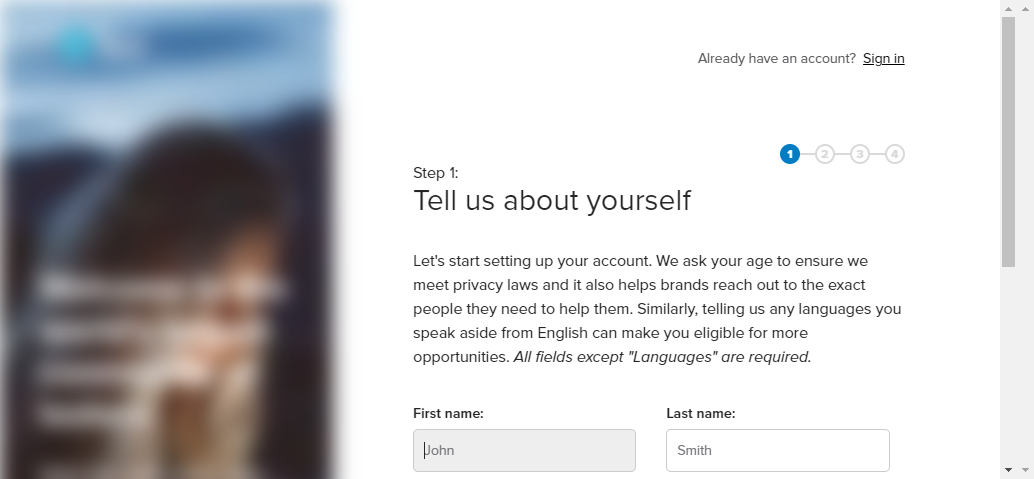 Already have an account? Sign in
1 2 3 4
Step 1:
Tell us about yourself
Let's start setting up your account. We ask your age to ensure we
meet privacy laws and it also helps brands reach out to the exact
people they need to help them. Similarly, telling us any languages you
speak aside from English can make you eligible for more
opportunities. All fields except "Languages" are required.
First name: Last name:
John Smith